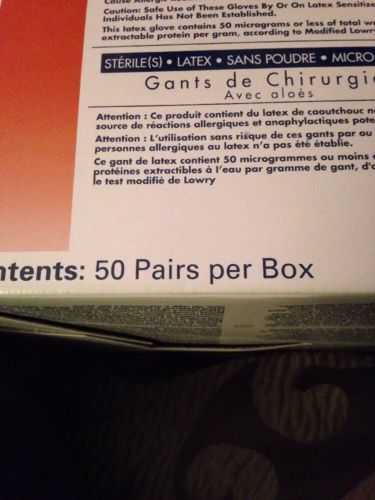 Caution: Safe Use of These Gloves By Or On Latex Sensitize
Individuals Has Not Been Established.
This latex glove contains 50 micrograms or less of total wa
extractable protein per gram, according to Modified Lowry
STÉRILE(S) • LATEX • SANS POUDRE • MICRO
Gants de Chirurgi
Avec aloès
Attention : Ce produit contient du latex de caoutchouc n
source de réactions allergiques et anaphylactiques pote
Attention : L'utilisation sans risque de ces gants par ou
personnes allergiques au latex n'a pas été établie.
Ce gant de latex contient 50 microgrammes ou moins
protéines extractibles à l'eau par gramme de gant, d'
le test modifié de Lowry
ntents: 50 Pairs per Box